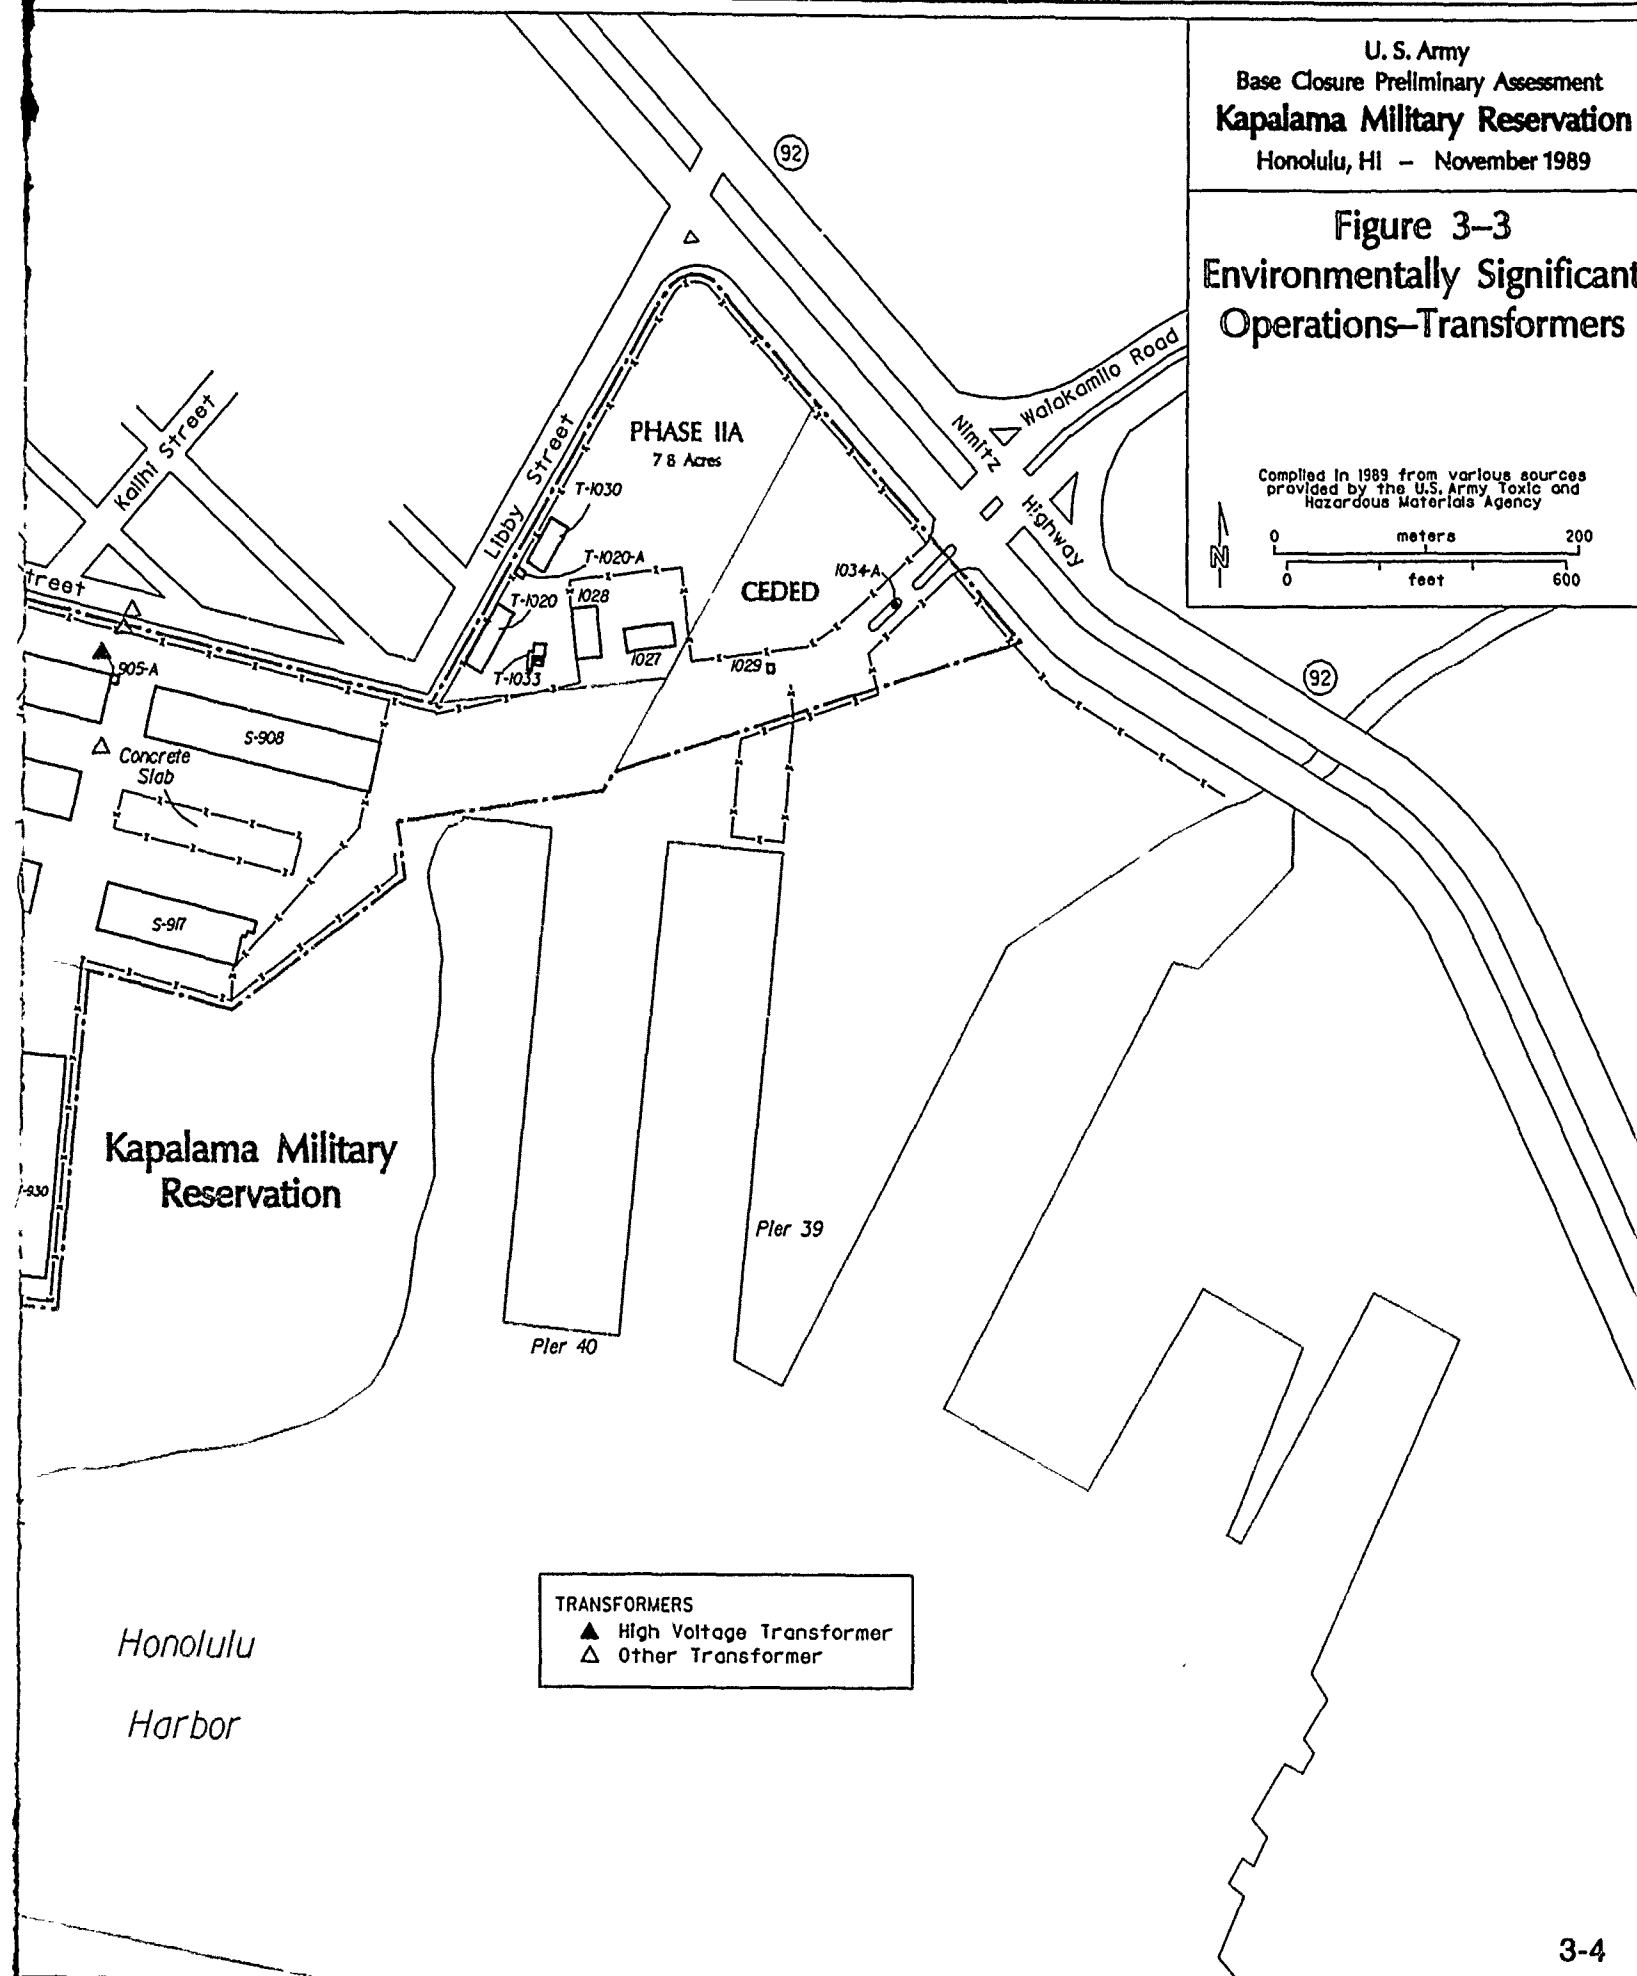 U. S. Army
Base Closure Preliminary Assessment
Kapalama Military Reservation
Honolulu, HI – November 1989
Figure 3–3
Environmentally Significant
Operations–Transformers
Compiled in 1989 from various sources
provided by the U.S. Army Toxic and
Hazardous Materials Agency
0 meters 200
0 feet 600
N
92
Waiakamilo Road
Nimitz
Highway
92
Kalihi Street
Libby Street
treet
PHASE IIA
7 8 Acres
T-1030
T-1020-A
T-1020
1028
T-1033
1027
CEDED
1034-A
1029
905-A
S-908
Concrete
Slab
S-917
-930
Kapalama Military
Reservation
Pier 39
Pier 40
TRANSFORMERS
▲ High Voltage Transformer
△ Other Transformer
Honolulu
Harbor
3-4